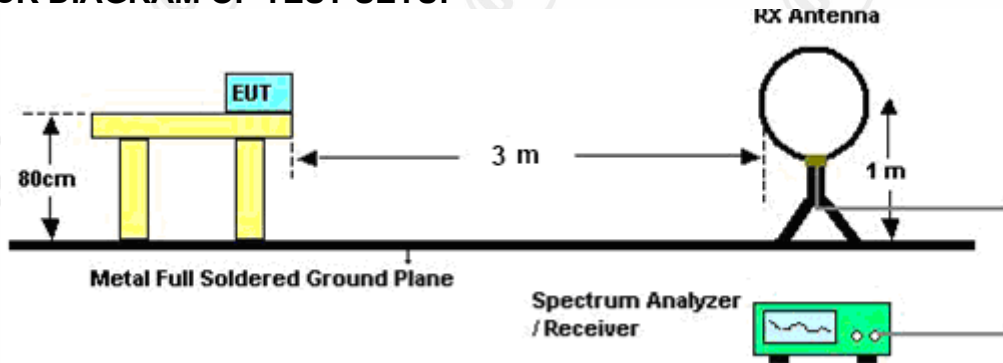 RX Antenna
EUT
80cm
3 m
1 m
Metal Full Soldered Ground Plane
Spectrum Analyzer
/ Receiver